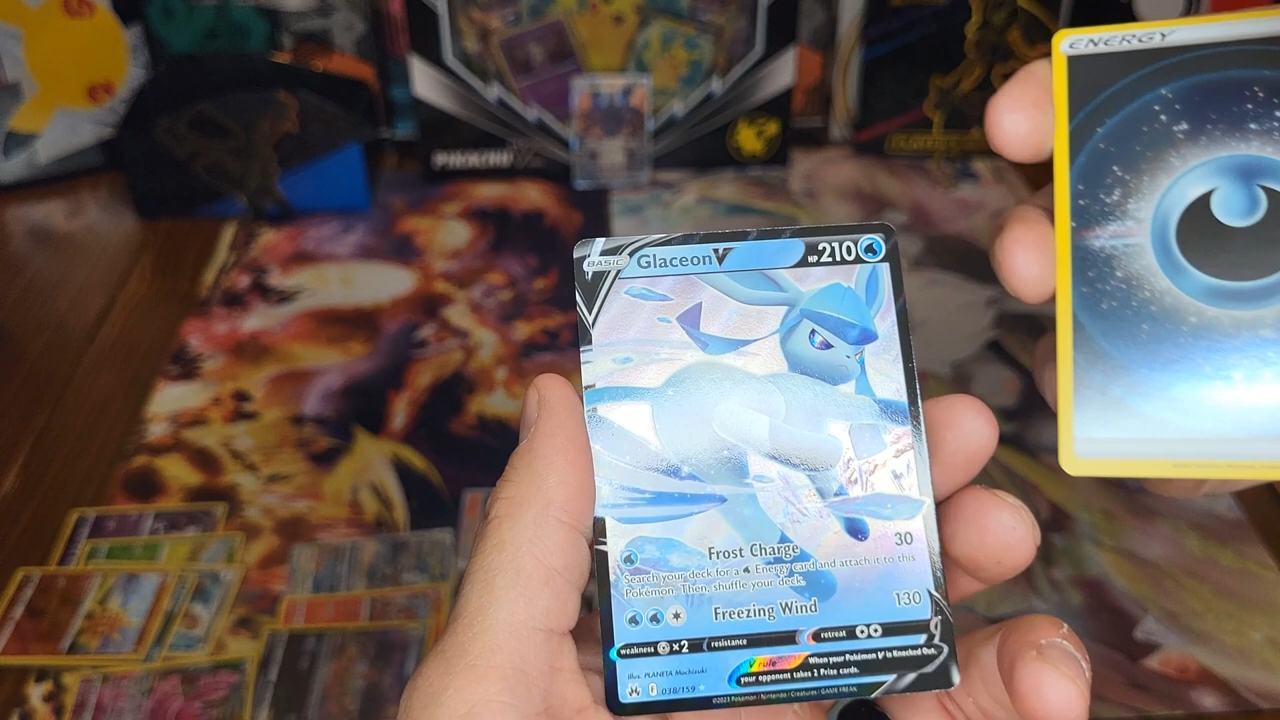 ENERGY
PIKACHU V
BASIC Glaceon V HP 210
Frost Charge 30
Search your deck for a Energy card and attach it to this
Pokémon. Then, shuffle your deck.
Freezing Wind 130
weakness ×2 resistance retreat
V rule When your Pokémon V is Knocked Out,
your opponent takes 2 Prize cards.
Illus. PLANETA Mochizuki
F 038/159
©2023 Pokémon / Nintendo / Creatures / GAME FREAK